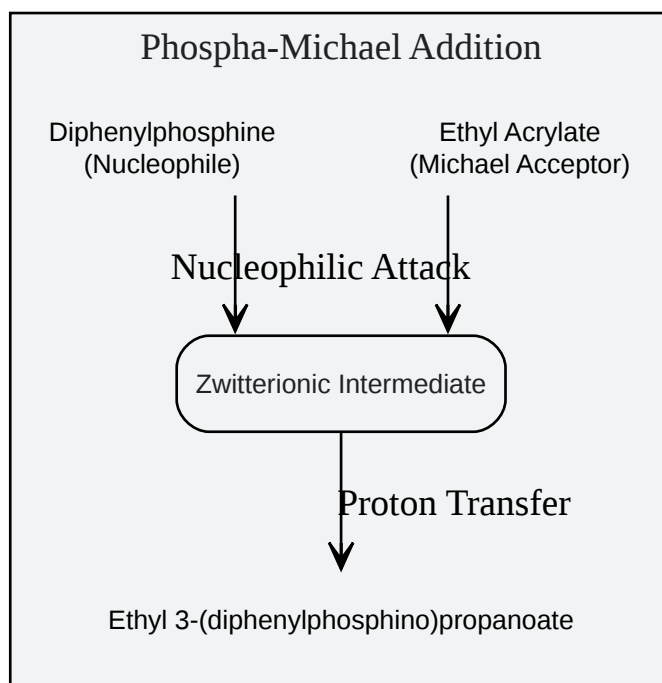 Phospha-Michael Addition
Diphenylphosphine
(Nucleophile)
Ethyl Acrylate
(Michael Acceptor)
Nucleophilic Attack
Zwitterionic Intermediate
Proton Transfer
Ethyl 3-(diphenylphosphino)propanoate